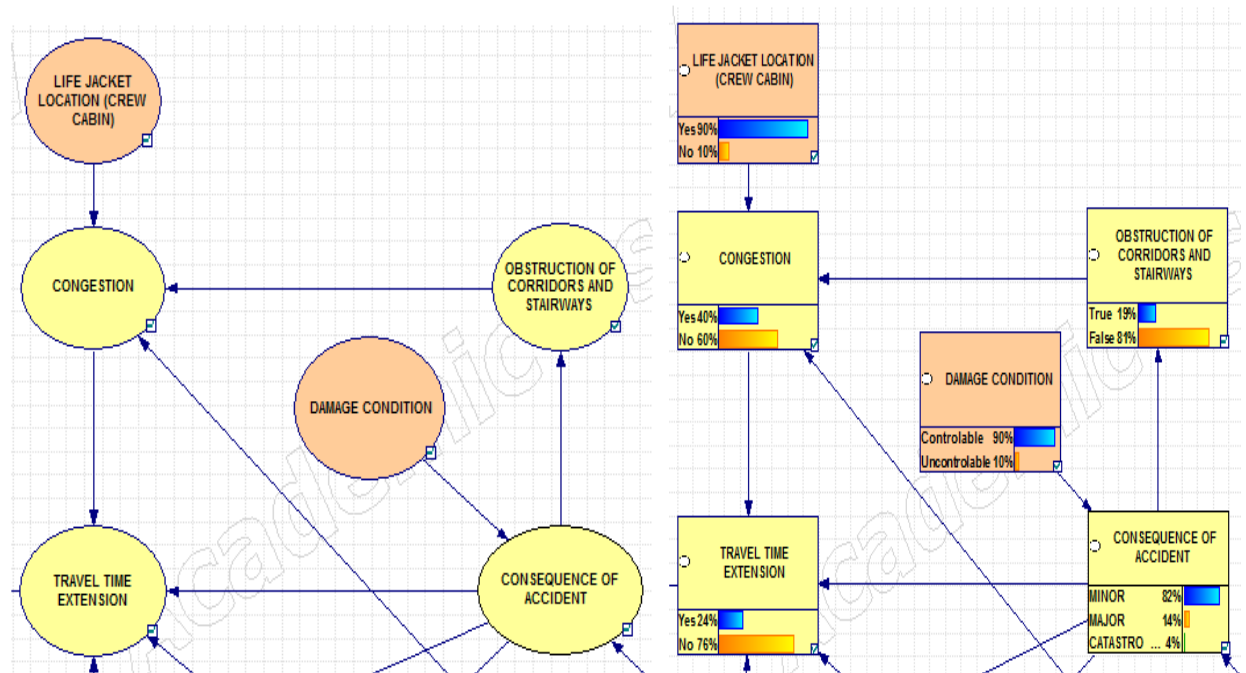 LIFE JACKET
LOCATION (CREW
CABIN)
CONGESTION
OBSTRUCTION OF
CORRIDORS AND
STAIRWAYS
DAMAGE CONDITION
TRAVEL TIME
EXTENSION
CONSEQUENCE OF
ACCIDENT
LIFE JACKET LOCATION
(CREW CABIN)
Yes 90%
No 10%
CONGESTION
Yes 40%
No 60%
OBSTRUCTION OF
CORRIDORS AND
STAIRWAYS
True 19%
False 81%
DAMAGE CONDITION
Controlable 90%
Uncontrolable 10%
TRAVEL TIME
EXTENSION
Yes 24%
No 76%
CONSEQUENCE OF
ACCIDENT
MINOR 82%
MAJOR 14%
CATASTRO ... 4%